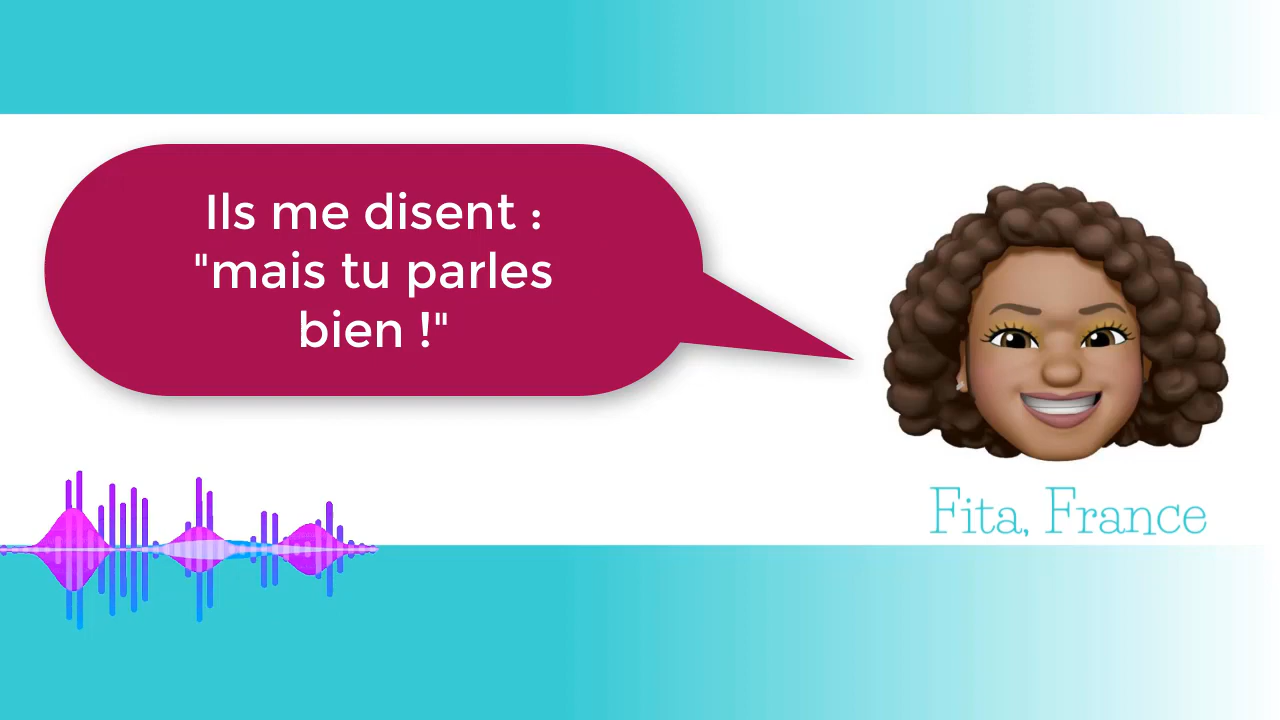 Ils me disent :
"mais tu parles
bien !"
Fita, France